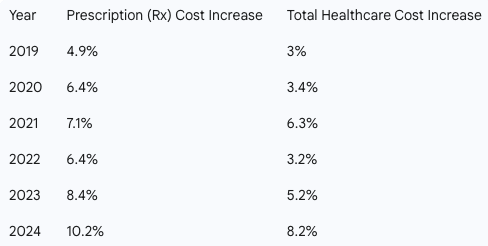 Year Prescription (Rx) Cost Increase Total Healthcare Cost Increase
2019 4.9% 3%
2020 6.4% 3.4%
2021 7.1% 6.3%
2022 6.4% 3.2%
2023 8.4% 5.2%
2024 10.2% 8.2%